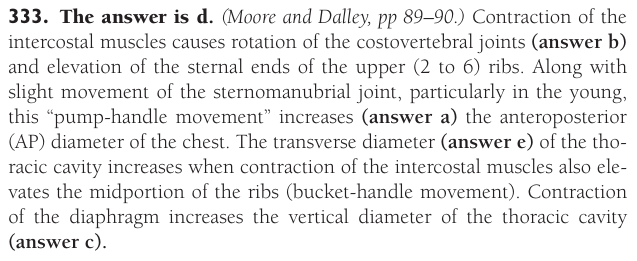 333. The answer is d. (Moore and Dalley, pp 89–90.) Contraction of the
intercostal muscles causes rotation of the costovertebral joints (answer b)
and elevation of the sternal ends of the upper (2 to 6) ribs. Along with
slight movement of the sternomanubrial joint, particularly in the young,
this “pump-handle movement” increases (answer a) the anteroposterior
(AP) diameter of the chest. The transverse diameter (answer e) of the tho-
racic cavity increases when contraction of the intercostal muscles also ele-
vates the midportion of the ribs (bucket-handle movement). Contraction
of the diaphragm increases the vertical diameter of the thoracic cavity
(answer c).